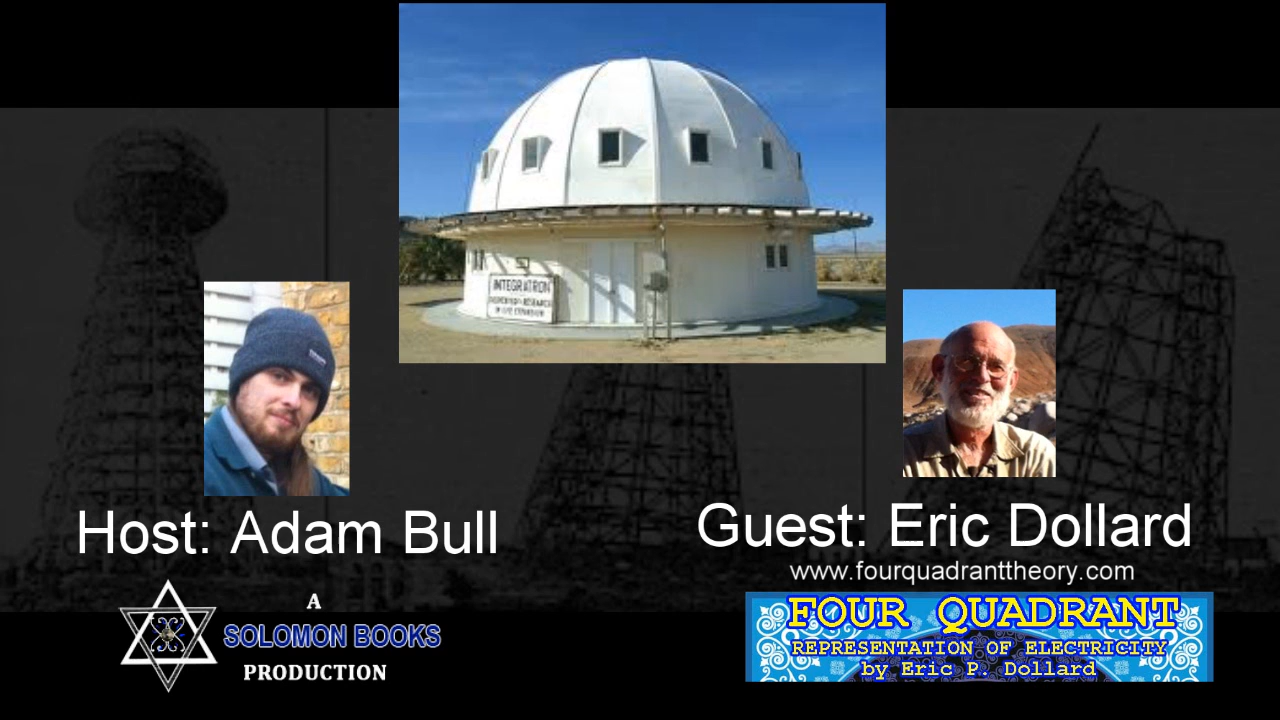 INTEGRATRON
Host: Adam Bull
Guest: Eric Dollard
www.fourquadranttheory.com
A
SOLOMON BOOKS
PRODUCTION
FOUR QUADRANT
REPRESENTATION OF ELECTRICITY
by Eric P. Dollard